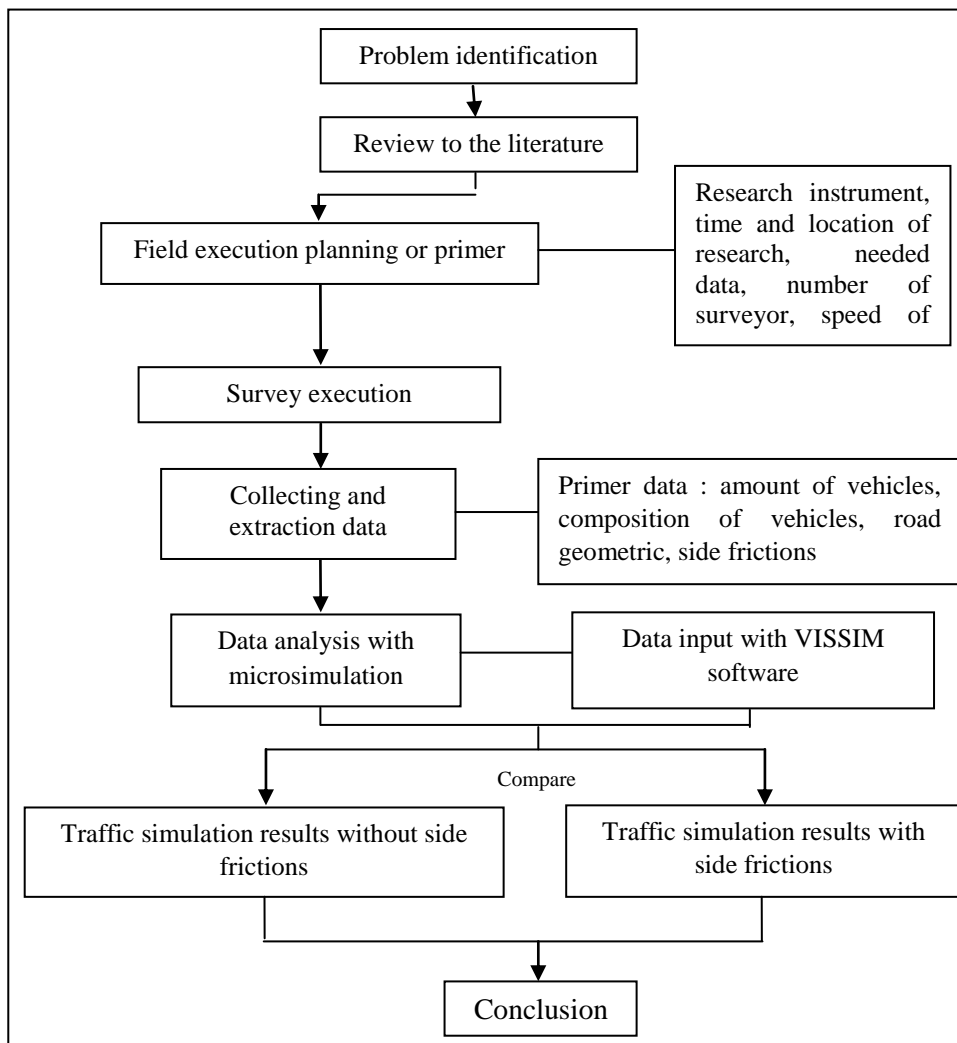 Problem identification
Review to the literature
Research instrument,
time and location of
research, needed
data, number of
surveyor, speed of
Field execution planning or primer
Survey execution
Collecting and
extraction data
Primer data : amount of vehicles,
composition of vehicles, road
geometric, side frictions
Data analysis with
microsimulation
Data input with VISSIM
software
Compare
Traffic simulation results without side
frictions
Traffic simulation results with
side frictions
Conclusion